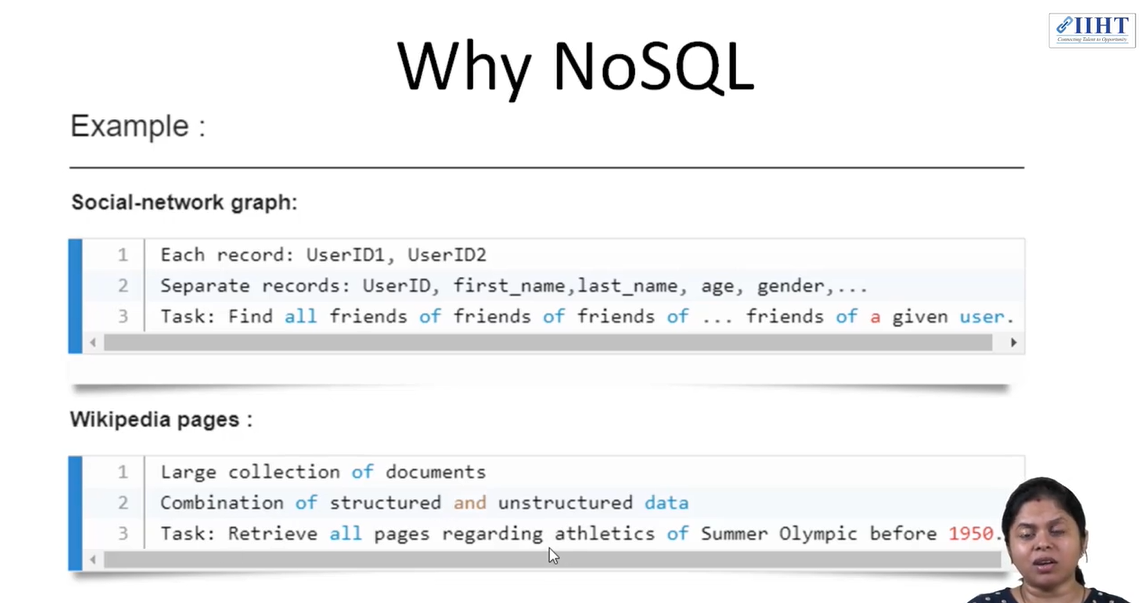 IIHT
Connecting Talent to Opportunity
Why NoSQL
Example :
Social-network graph:
1 Each record: UserID1, UserID2
2 Separate records: UserID, first_name,last_name, age, gender,...
3 Task: Find all friends of friends of friends of ... friends of a given user.
Wikipedia pages :
1 Large collection of documents
2 Combination of structured and unstructured data
3 Task: Retrieve all pages regarding athletics of Summer Olympic before 1950.